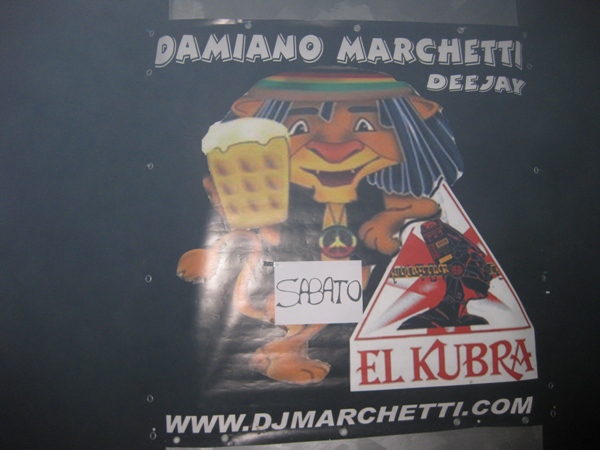 DAMIANO MARCHETTI
DEEJAY
SABATO
EL KUBRA
WWW.DJMARCHETTI.COM